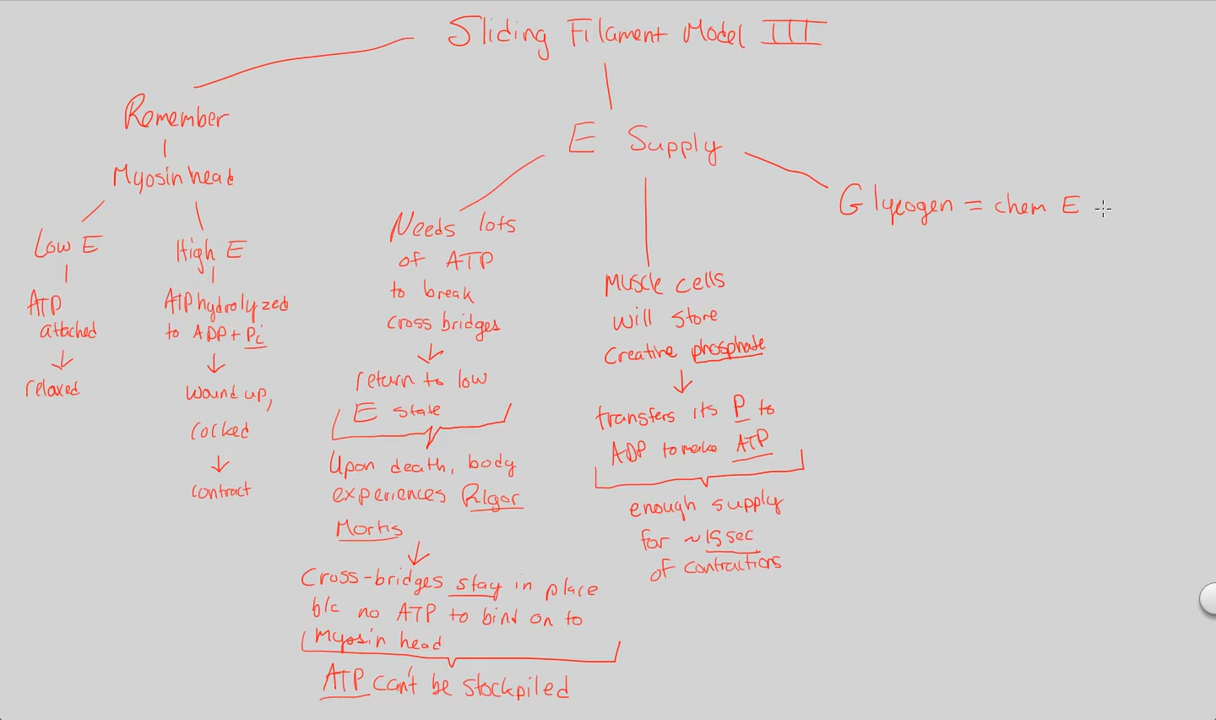 Sliding Filament Model III
Remember
Myosin head
Low E
ATP
attached
relaxed
High E
ATP hydrolyzed
to ADP + Pi
wound up,
cocked
contract
E Supply
Needs lots
of ATP
to break
cross bridges
return to low
E state
Upon death, body
experiences Rigor
Mortis
Cross-bridges stay in place
b/c no ATP to bind on to
Myosin head
ATP can't be stockpiled
Muscle cells
will store
creatine phosphate
transfers its P to
ADP to make ATP
enough supply
for ~15 sec
of contractions
Glycogen = chem E